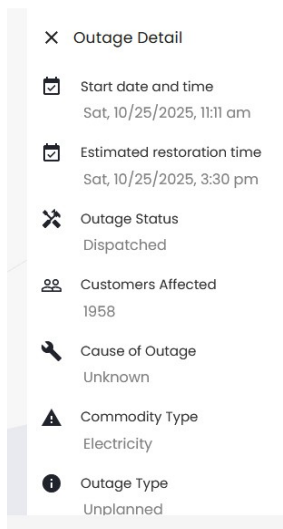 Outage Detail
Start date and time
Sat, 10/25/2025, 11:11 am
Estimated restoration time
Sat, 10/25/2025, 3:30 pm
Outage Status
Dispatched
Customers Affected
1958
Cause of Outage
Unknown
Commodity Type
Electricity
Outage Type
Unplanned